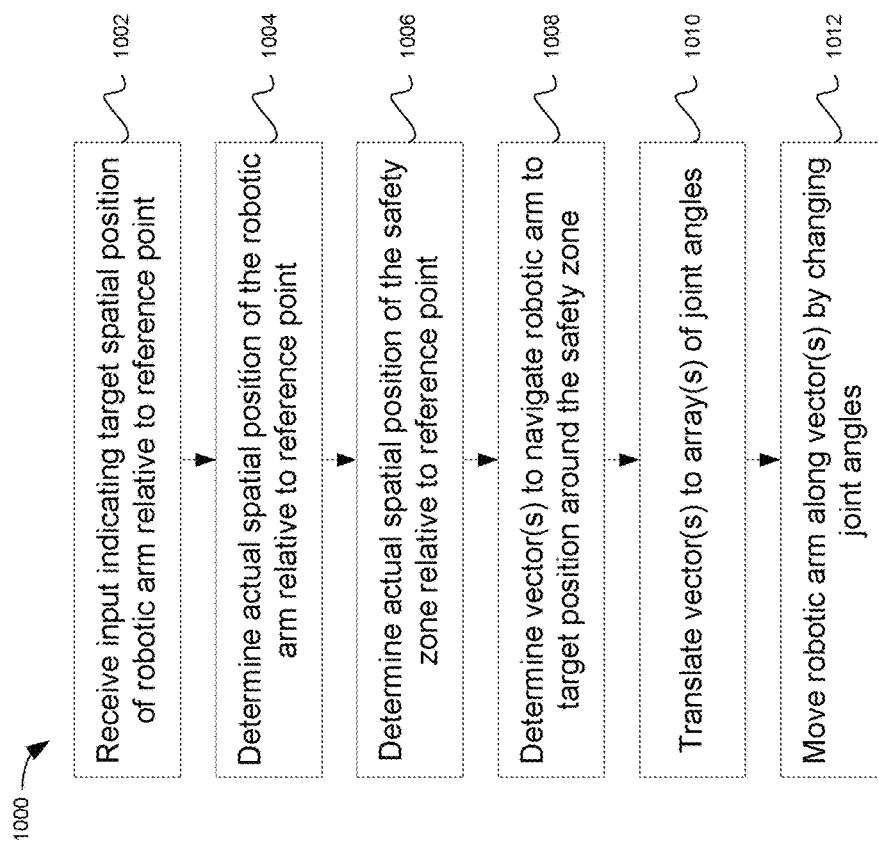 1000
Receive input indicating target spatial position
of robotic arm relative to reference point
1002
Determine actual spatial position of the robotic
arm relative to reference point
1004
Determine actual spatial position of the safety
zone relative to reference point
1006
Determine vector(s) to navigate robotic arm to
target position around the safety zone
1008
Translate vector(s) to array(s) of joint angles
1010
Move robotic arm along vector(s) by changing
joint angles
1012